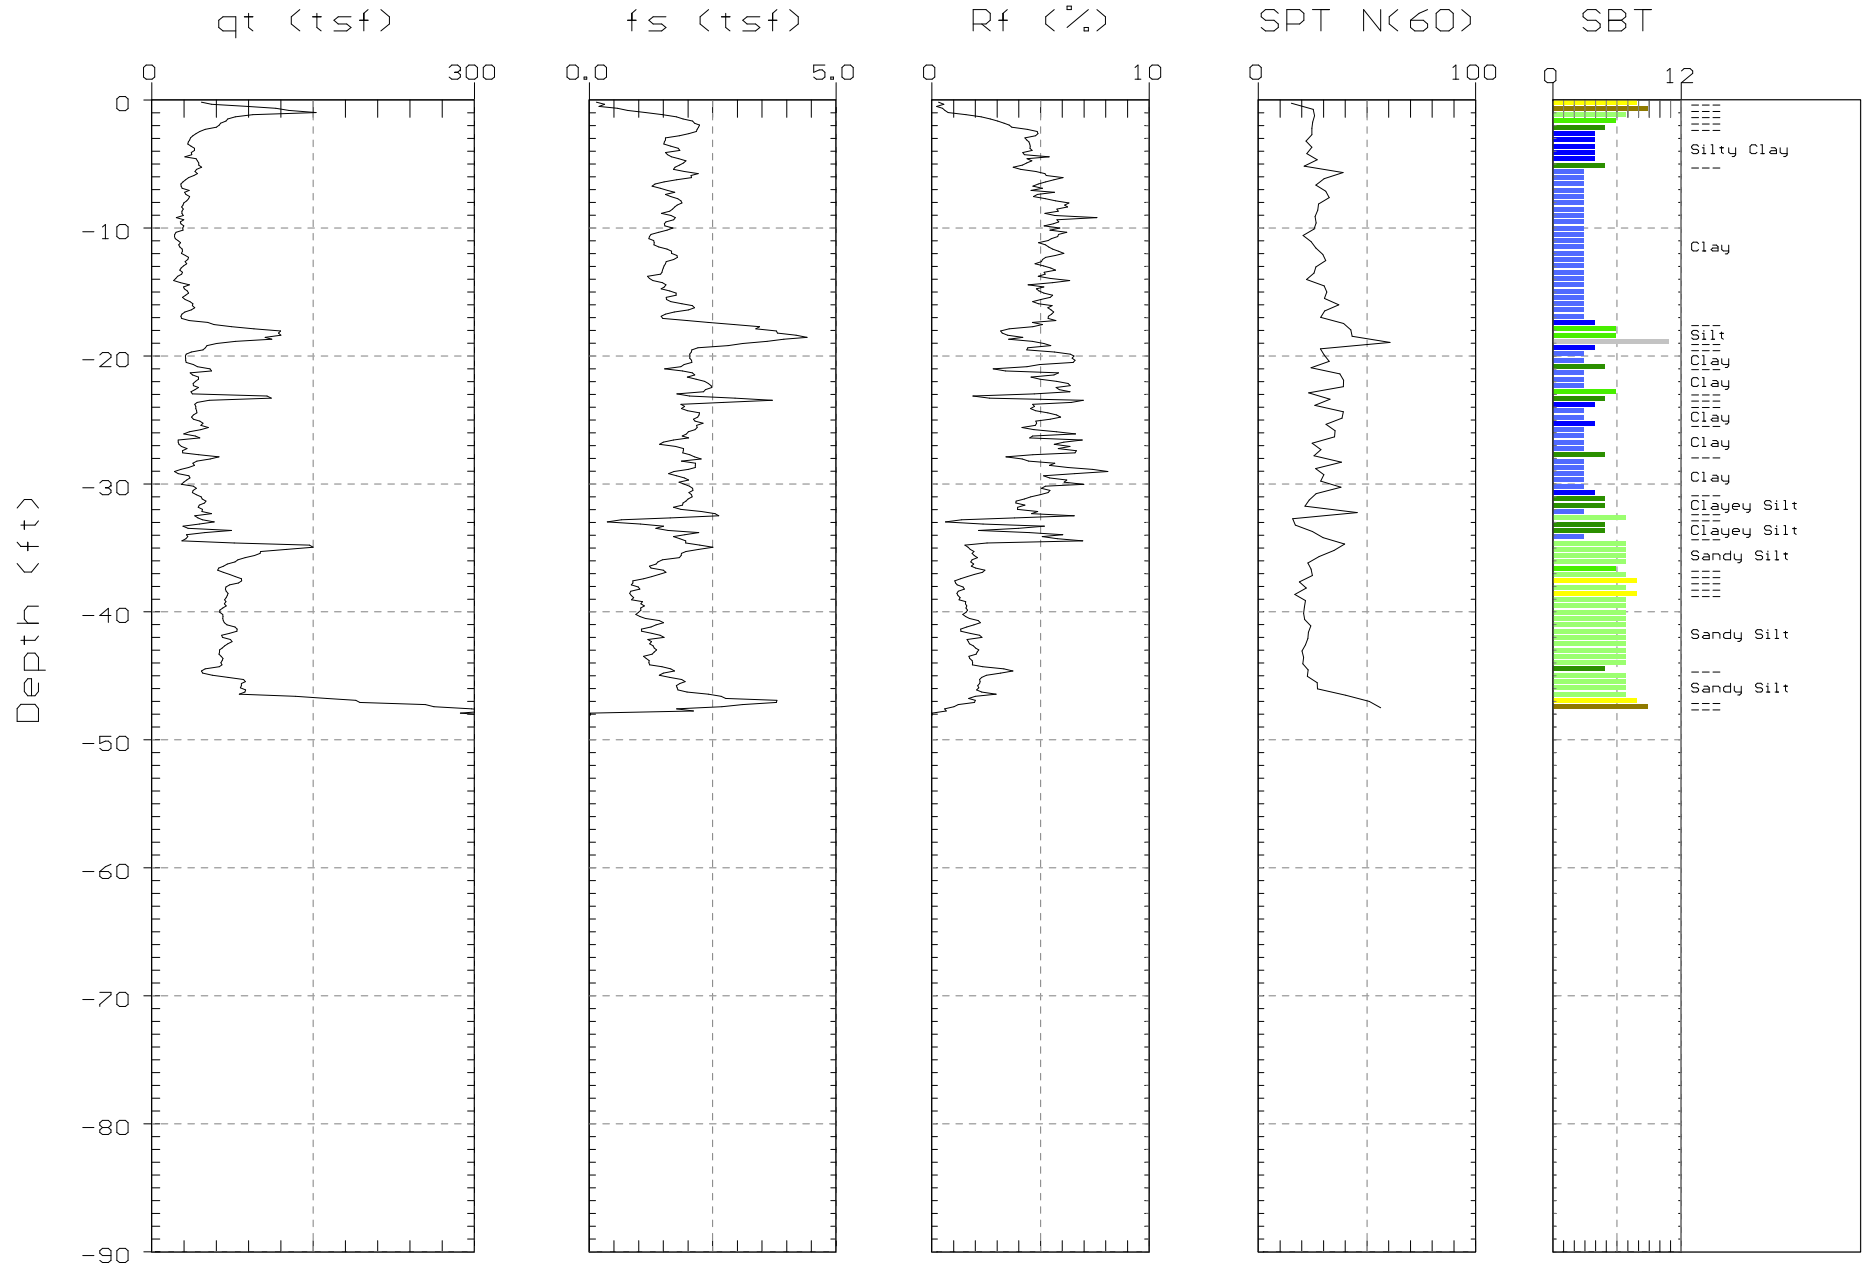 qt (tsf) fs (tsf) Rf (%) SPT N(60) SBT
0 300 0.0 5.0 0 10 0 100 0 12
0
-10
-20
-30
-40
-50
-60
-70
-80
-90
Depth (ft)
Silty Clay
Clay
Silt
Clay
Clay
Clay
Clay
Clay
Clayey Silt
Clayey Silt
Sandy Silt
Sandy Silt
Sandy Silt